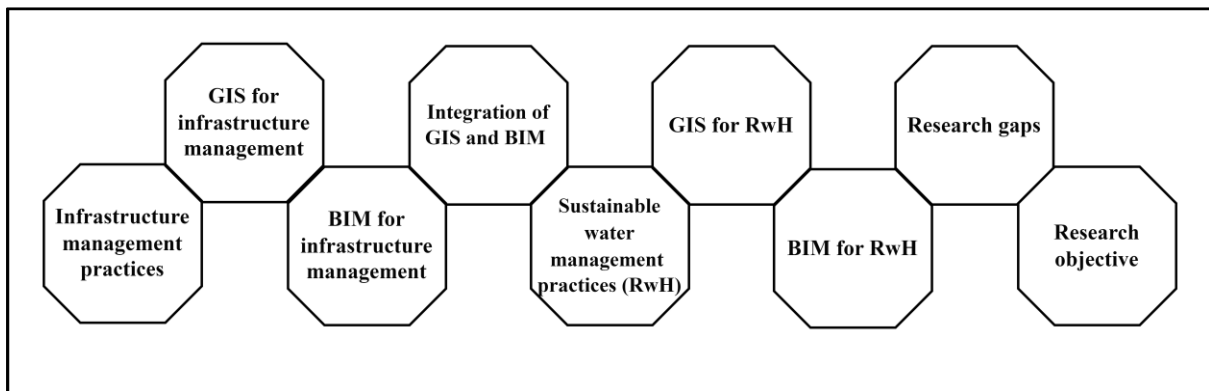 Infrastructure
management
practices
GIS for
infrastructure
management
BIM for
infrastructure
management
Integration of
GIS and BIM
Sustainable
water
management
practices (RwH)
GIS for RwH
BIM for RwH
Research gaps
Research
objective